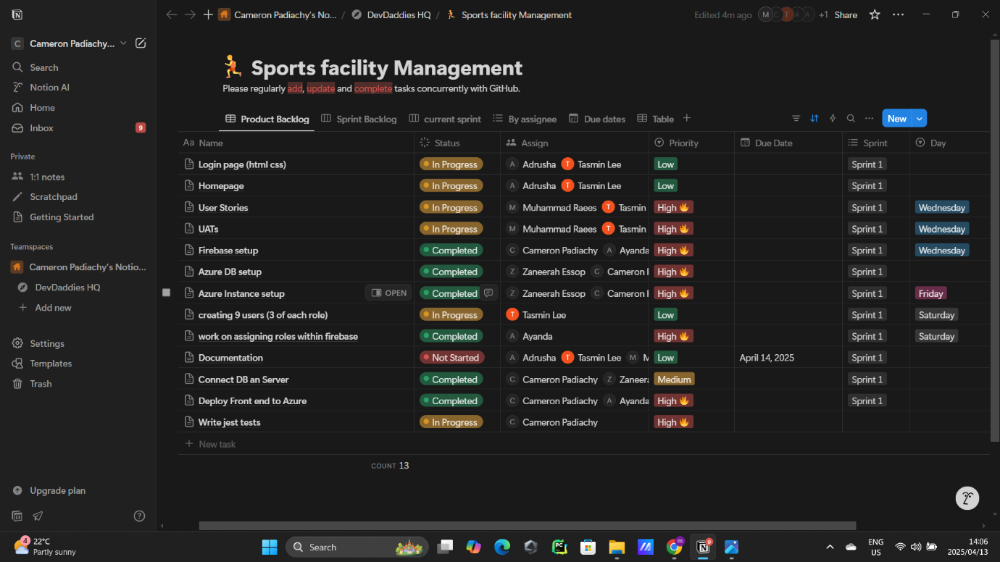 Cameron Padiachy's No... / DevDaddies HQ / Sports facility Management
Edited 4m ago M C T A A +1 Share
C Cameron Padiachy...
Search
Notion AI
Home
Inbox 9
Private
1:1 notes
Scratchpad
Getting Started
Teamspaces
Cameron Padiachy's Notio...
DevDaddies HQ
Add new
Settings
Templates
Trash
Upgrade plan
Sports facility Management
Please regularly add, update and complete tasks concurrently with GitHub.
Product Backlog Sprint Backlog current sprint By assignee Due dates Table New
Aa Name Status Assign Priority Due Date Sprint Day
Login page (html css) In Progress A Adrusha T Tasmin Lee Low Sprint 1
Homepage In Progress A Adrusha T Tasmin Lee Low Sprint 1
User Stories In Progress M Muhammad Raees T Tasmin High 🔥 Sprint 1 Wednesday
UATs In Progress M Muhammad Raees T Tasmin High 🔥 Sprint 1 Wednesday
Firebase setup Completed C Cameron Padiachy A Ayanda High 🔥 Sprint 1 Wednesday
Azure DB setup Completed Z Zaneerah Essop C Cameron High 🔥 Sprint 1
Azure Instance setup OPEN Completed Z Zaneerah Essop C Cameron High 🔥 Sprint 1 Friday
creating 9 users (3 of each role) In Progress T Tasmin Lee Low Sprint 1 Saturday
work on assigning roles within firebase Completed A Ayanda High 🔥 Sprint 1 Saturday
Documentation Not Started A Adrusha T Tasmin Lee M Low April 14, 2025 Sprint 1
Connect DB an Server Completed C Cameron Padiachy Z Zaneera Medium Sprint 1
Deploy Front end to Azure Completed C Cameron Padiachy A Ayanda High 🔥 Sprint 1
Write jest tests In Progress C Cameron Padiachy High 🔥
New task
COUNT 13
4 22°C
Partly sunny
Search
ENG
US
14:06
2025/04/13